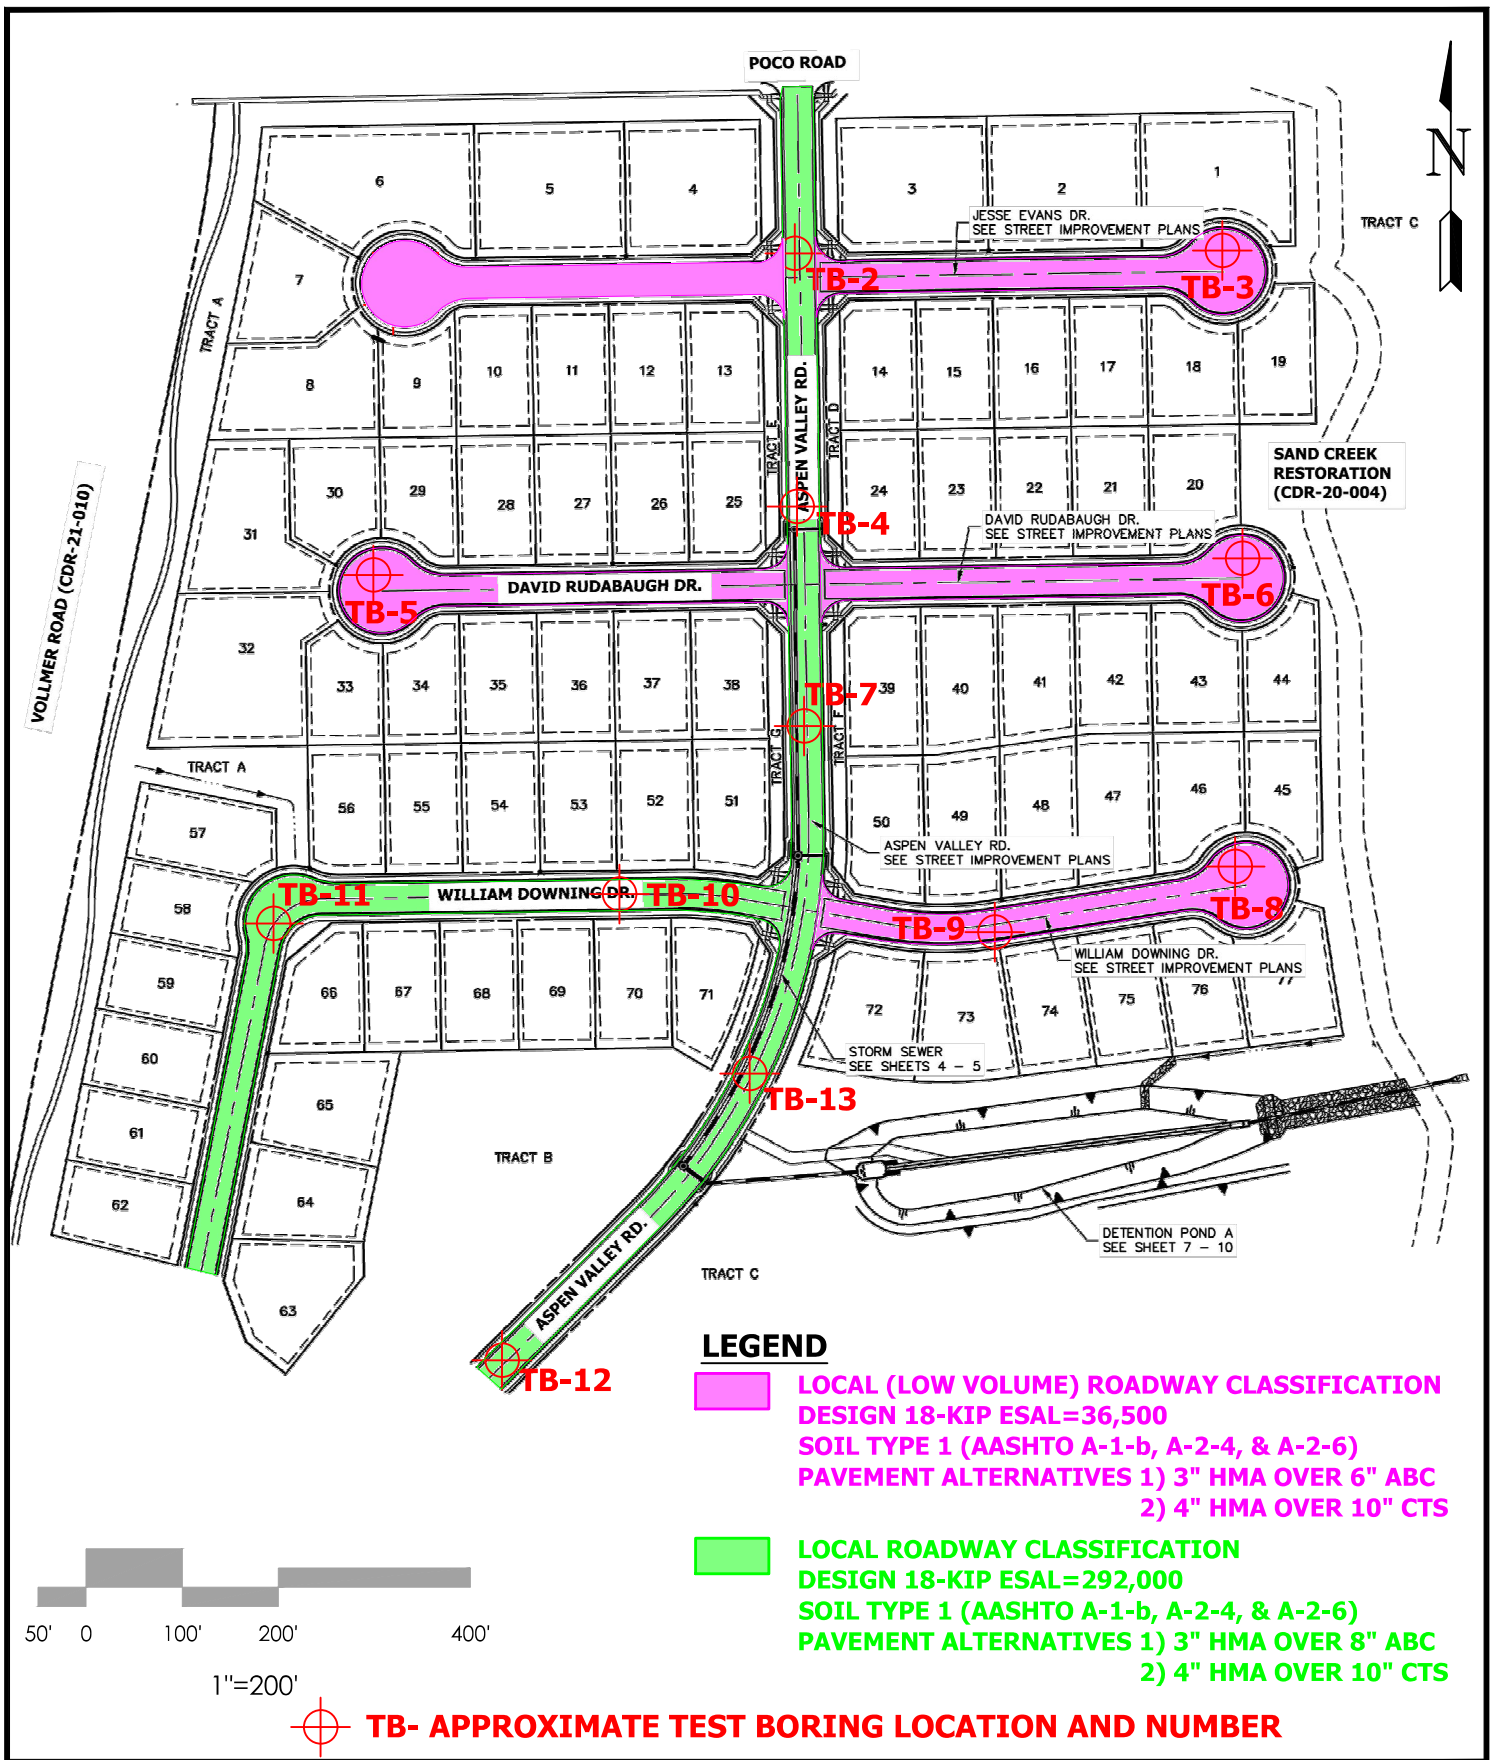 POCO ROAD
N
6
5
4
3
2
1
TRACT C
JESSE EVANS DR.
SEE STREET IMPROVEMENT PLANS
7
TB-2
TB-3
TRACT A
8
9
10
11
12
13
ASPEN VALLEY RD.
14
15
16
17
18
19
TRACT E
TRACT D
SAND CREEK
RESTORATION
(CDR-20-004)
30
29
28
27
26
25
24
23
22
21
20
31
TB-4
DAVID RUDABAUGH DR.
SEE STREET IMPROVEMENT PLANS
VOLLMER ROAD (CDR-21-010)
DAVID RUDABAUGH DR.
TB-5
TB-6
32
33
34
35
36
37
38
TB-7
39
40
41
42
43
44
TRACT G
TRACT F
TRACT A
56
55
54
53
52
51
50
49
48
47
46
45
57
ASPEN VALLEY RD.
SEE STREET IMPROVEMENT PLANS
TB-11
WILLIAM DOWNING DR.
TB-10
TB-9
TB-8
58
WILLIAM DOWNING DR.
SEE STREET IMPROVEMENT PLANS
59
66
67
68
69
70
71
72
73
74
75
76
60
STORM SEWER
SEE SHEETS 4 - 5
65
TB-13
61
TRACT B
62
64
DETENTION POND A
SEE SHEET 7 - 10
ASPEN VALLEY RD.
TRACT C
63
TB-12
LEGEND
LOCAL (LOW VOLUME) ROADWAY CLASSIFICATION
DESIGN 18-KIP ESAL=36,500
SOIL TYPE 1 (AASHTO A-1-b, A-2-4, & A-2-6)
PAVEMENT ALTERNATIVES 1) 3" HMA OVER 6" ABC
2) 4" HMA OVER 10" CTS
LOCAL ROADWAY CLASSIFICATION
DESIGN 18-KIP ESAL=292,000
SOIL TYPE 1 (AASHTO A-1-b, A-2-4, & A-2-6)
PAVEMENT ALTERNATIVES 1) 3" HMA OVER 8" ABC
2) 4" HMA OVER 10" CTS
50' 0 100' 200' 400'
1"=200'
TB- APPROXIMATE TEST BORING LOCATION AND NUMBER